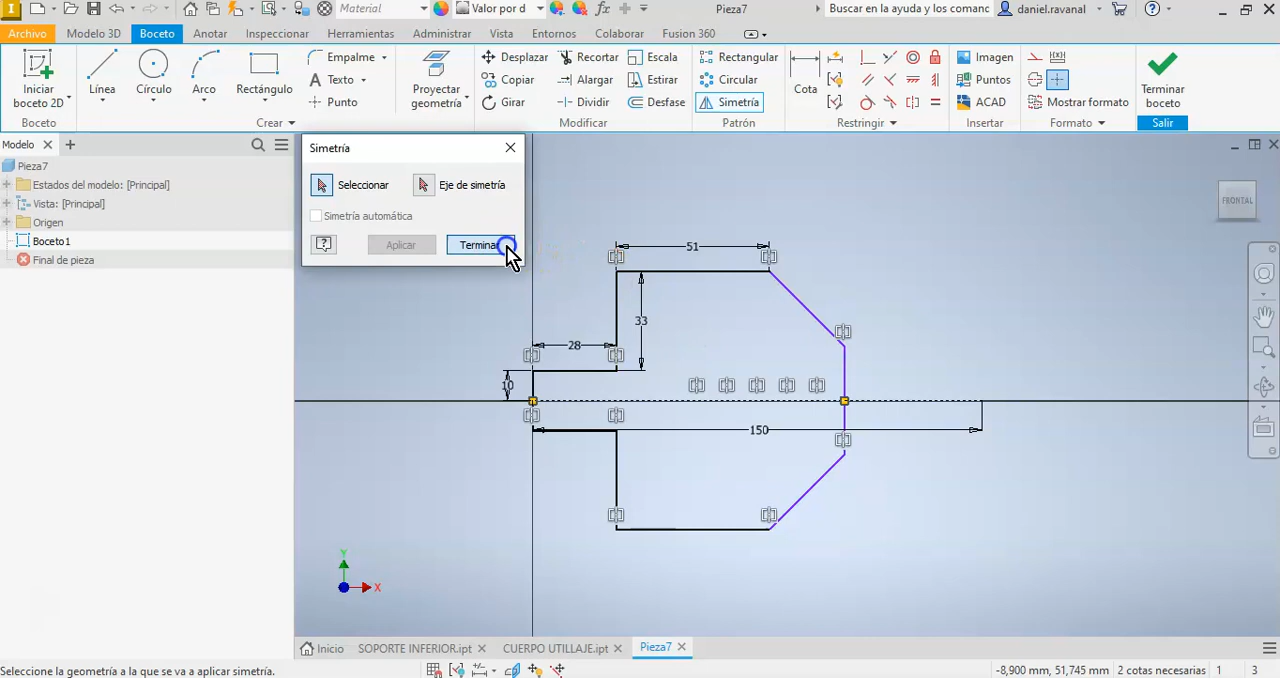 Material
Valor por d
fx
Pieza7
Buscar en la ayuda y los comanc
daniel.ravanal
Archivo
Modelo 3D
Boceto
Anotar
Inspeccionar
Herramientas
Administrar
Vista
Entornos
Colaborar
Fusion 360
Iniciar
boceto 2D
Línea
Círculo
Arco
Rectángulo
Empalme
Texto
Punto
Proyectar
geometría
Desplazar
Copiar
Girar
Recortar
Alargar
Dividir
Escala
Estirar
Desfase
Rectangular
Circular
Simetría
Cota
Imagen
Puntos
ACAD
Mostrar formato
Terminar
boceto
Boceto
Crear
Modificar
Patrón
Restringir
Insertar
Formato
Salir
Modelo
Pieza7
Estados del modelo: [Principal]
Vista: [Principal]
Origen
Boceto1
Final de pieza
Simetría
Seleccionar
Eje de simetría
Simetría automática
Aplicar
Terminar
FRONTAL
51
33
28
10
150
Y
X
Inicio
SOPORTE INFERIOR.ipt
CUERPO UTILLAJE.ipt
Pieza7
Seleccione la geometría a la que se va a aplicar simetría.
-8,900 mm, 51,745 mm
2 cotas necesarias
1
3